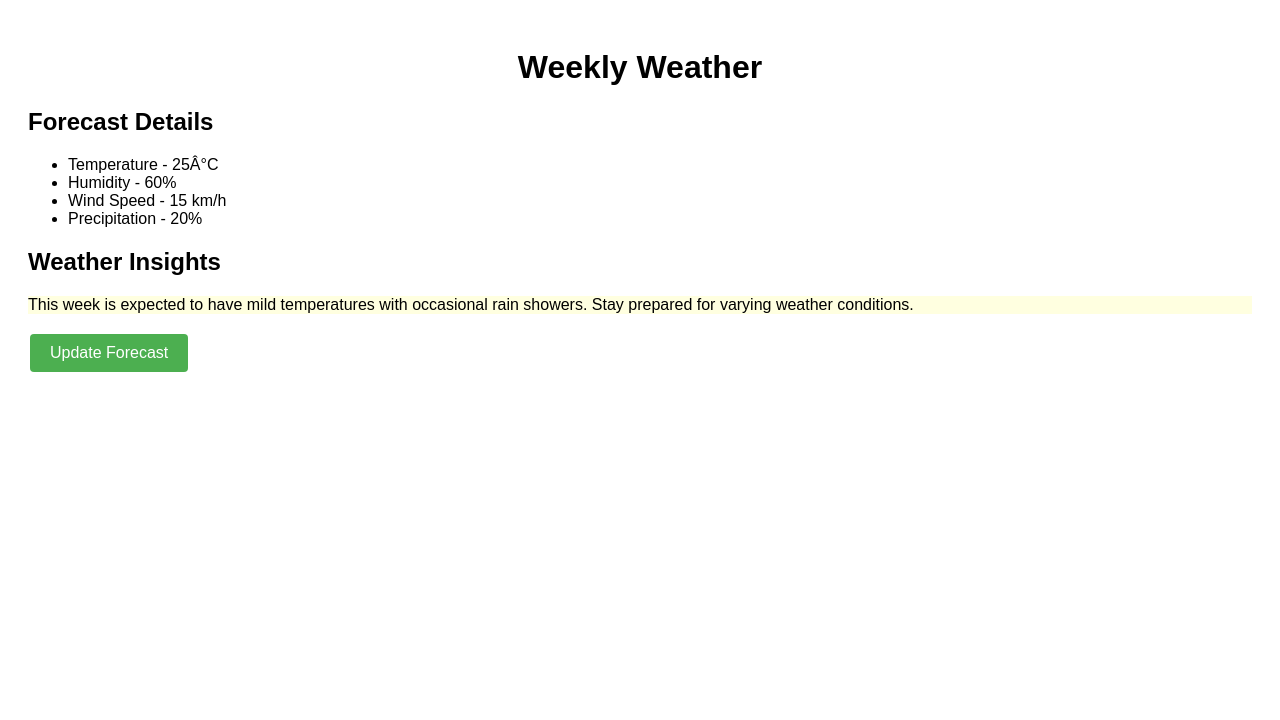 Weekly Weather
Forecast Details
Temperature - 25Â°C
Humidity - 60%
Wind Speed - 15 km/h
Precipitation - 20%
Weather Insights
This week is expected to have mild temperatures with occasional rain showers. Stay prepared for varying weather conditions.
Update Forecast